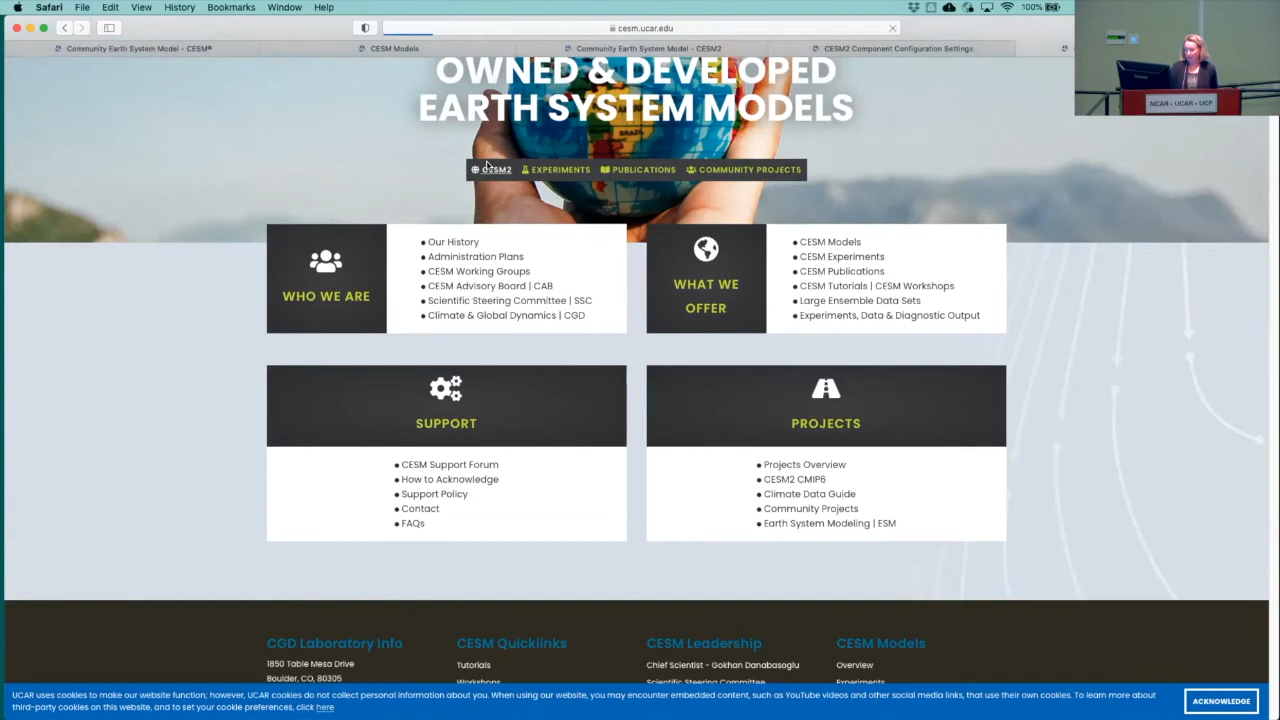 Safari File Edit View History Bookmarks Window Help 100%
cesm.ucar.edu
Community Earth System Model - CESM® CESM Models Community Earth System Model - CESM2 CESM2 Component Configuration Settings
OWNED & DEVELOPED
EARTH SYSTEM MODELS
BRAZIL
NCAR • UCAR • UCP
CESM2 EXPERIMENTS PUBLICATIONS COMMUNITY PROJECTS
WHO WE ARE
● Our History
● Administration Plans
● CESM Working Groups
● CESM Advisory Board | CAB
● Scientific Steering Committee | SSC
● Climate & Global Dynamics | CGD
WHAT WE
OFFER
● CESM Models
● CESM Experiments
● CESM Publications
● CESM Tutorials | CESM Workshops
● Large Ensemble Data Sets
● Experiments, Data & Diagnostic Output
SUPPORT
● CESM Support Forum
● How to Acknowledge
● Support Policy
● Contact
● FAQs
PROJECTS
● Projects Overview
● CESM2 CMIP6
● Climate Data Guide
● Community Projects
● Earth System Modeling | ESM
CGD Laboratory Info
1850 Table Mesa Drive
Boulder, CO, 80305
CESM Quicklinks
Tutorials
Workshops
CESM Leadership
Chief Scientist - Gokhan Danabasoglu
Scientific Steering Committee
CESM Models
Overview
Experiments
UCAR uses cookies to make our website function; however, UCAR cookies do not collect personal information about you. When using our website, you may encounter embedded content, such as YouTube videos and other social media links, that use their own cookies. To learn more about
third-party cookies on this website, and to set your cookie preferences, click here
ACKNOWLEDGE